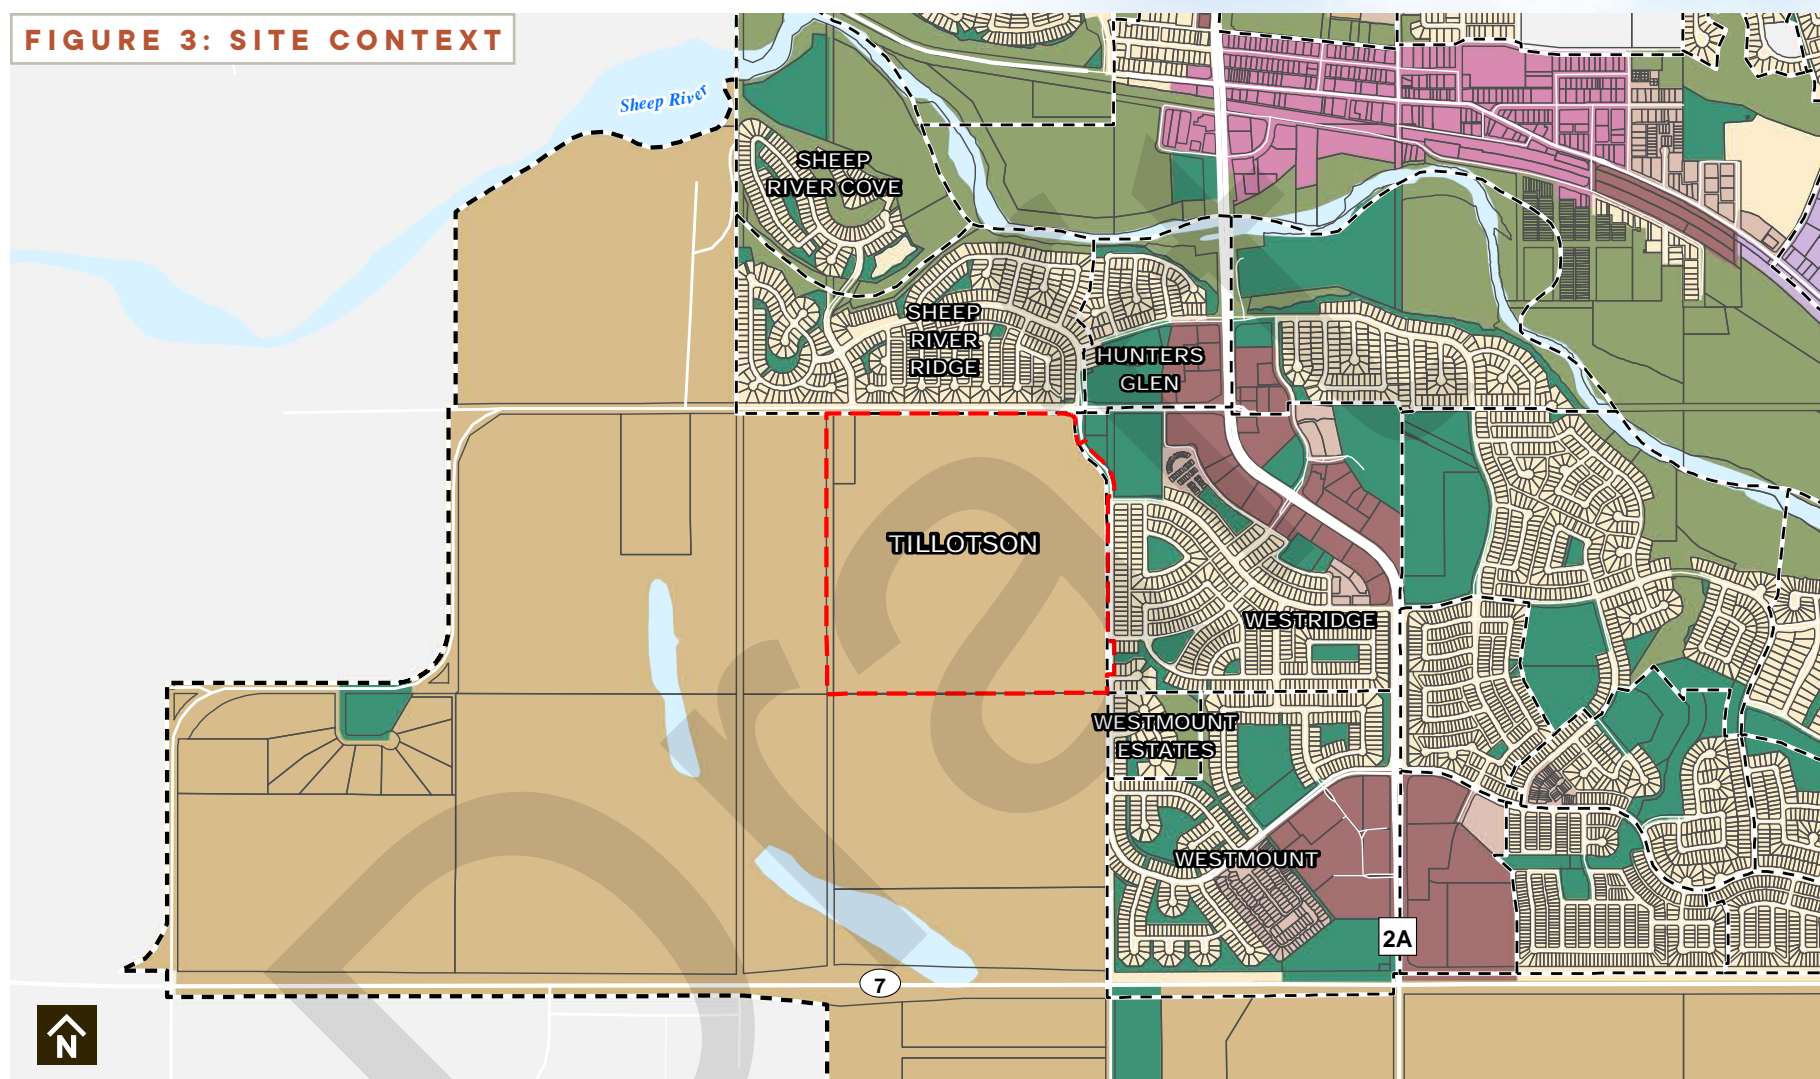 FIGURE 3: SITE CONTEXT
Sheep River
SHEEP
RIVER COVE
SHEEP
RIVER
RIDGE
HUNTERS
GLEN
TILLOTSON
WESTRIDGE
WESTMOUNT
ESTATES
WESTMOUNT
2A
7
N
Draft